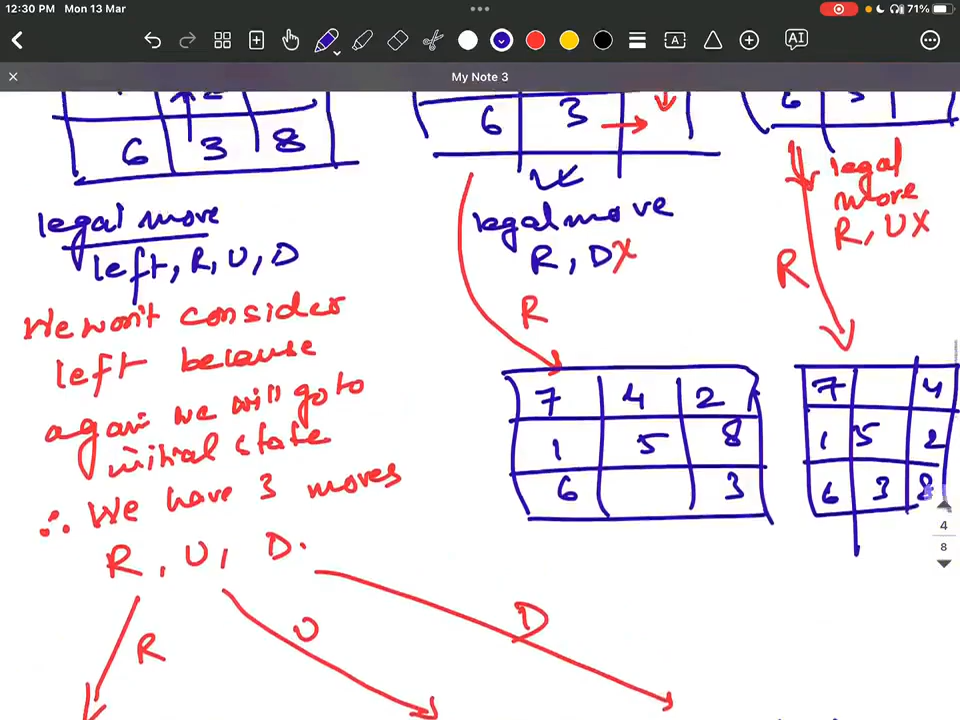 12:30 PM Mon 13 Mar
71%
A
AI
My Note 3
6 3 8
6 3
legal move
left, R, U, D
legal move
R, D X
legal
move
R, U X
R
R
We won't consider
left because
again we will go to
initial state
∴ We have 3 moves
R, U, D.
7 4 2
1 5 8
6 3
7 4
1 5 2
6 3 8
4
8
R
U
D